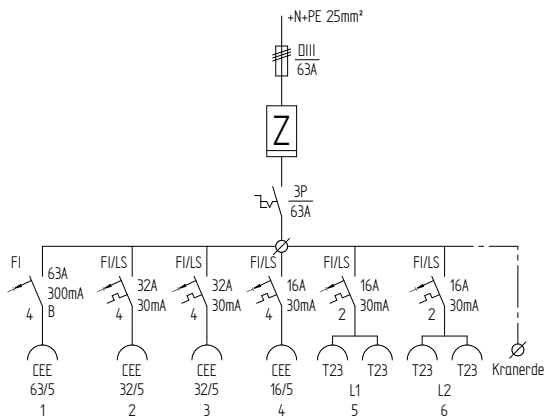 +N+PE 25mm²
DIII
63A
Z
3P
63A
FI 63A 300mA 4 B
FI/LS 32A 30mA 4
FI/LS 32A 30mA 4
FI/LS 16A 30mA 4
FI/LS 16A 30mA 2
FI/LS 16A 30mA 2
CEE CEE CEE CEE T23 T23 T23 T23 Kranerde
63/5 32/5 32/5 16/5 L1 L2
1 2 3 4 5 6